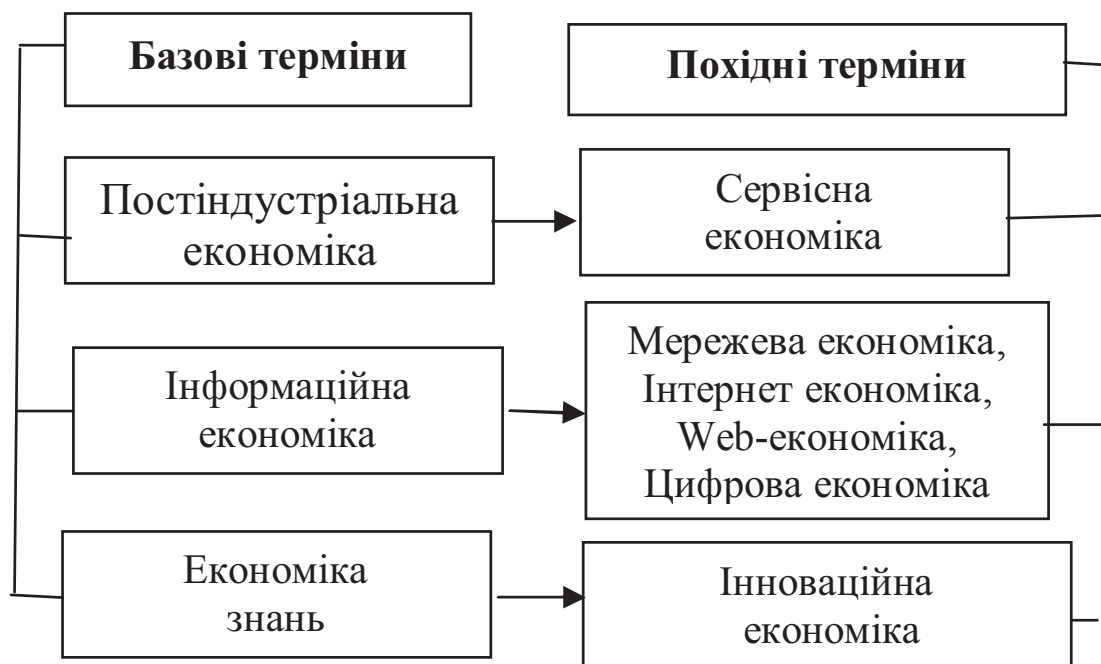 Базові терміни
Похідні терміни
Постіндустріальна
економіка
Сервісна
економіка
Інформаційна
економіка
Мережева економіка,
Інтернет економіка,
Web-економіка,
Цифрова економіка
Економіка
знань
Інноваційна
економіка